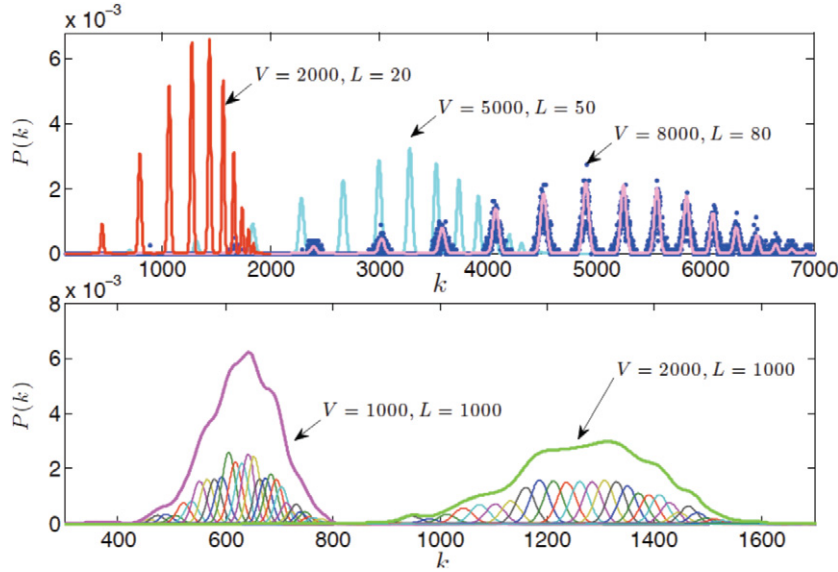 × 10⁻³
6
4
2
0
P(k)
V = 2000, L = 20
V = 5000, L = 50
V = 8000, L = 80
1000 2000 3000 4000 5000 6000 7000
k
× 10⁻³
8
6
4
2
0
P(k)
V = 1000, L = 1000
V = 2000, L = 1000
400 600 800 1000 1200 1400 1600
k